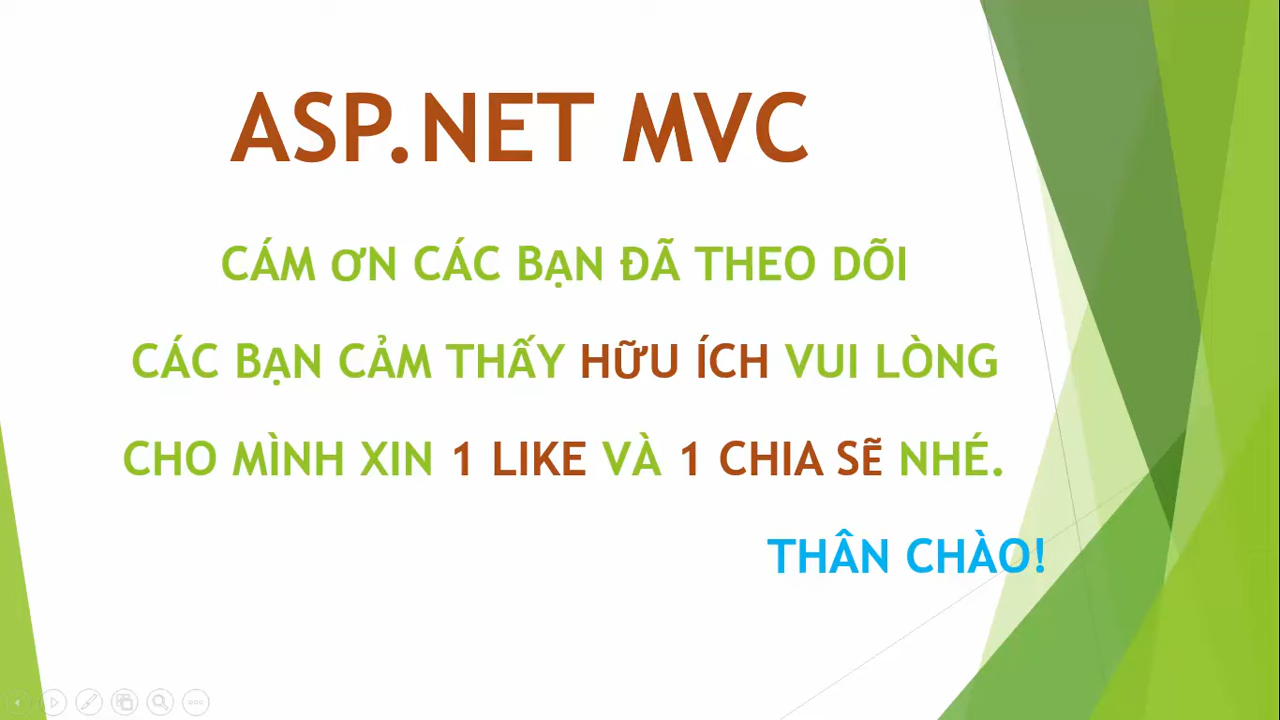 ASP.NET MVC
CÁM ƠN CÁC BẠN ĐÃ THEO DÕI
CÁC BẠN CẢM THẤY HỮU ÍCH VUI LÒNG
CHO MÌNH XIN 1 LIKE VÀ 1 CHIA SẼ NHÉ.
THÂN CHÀO!